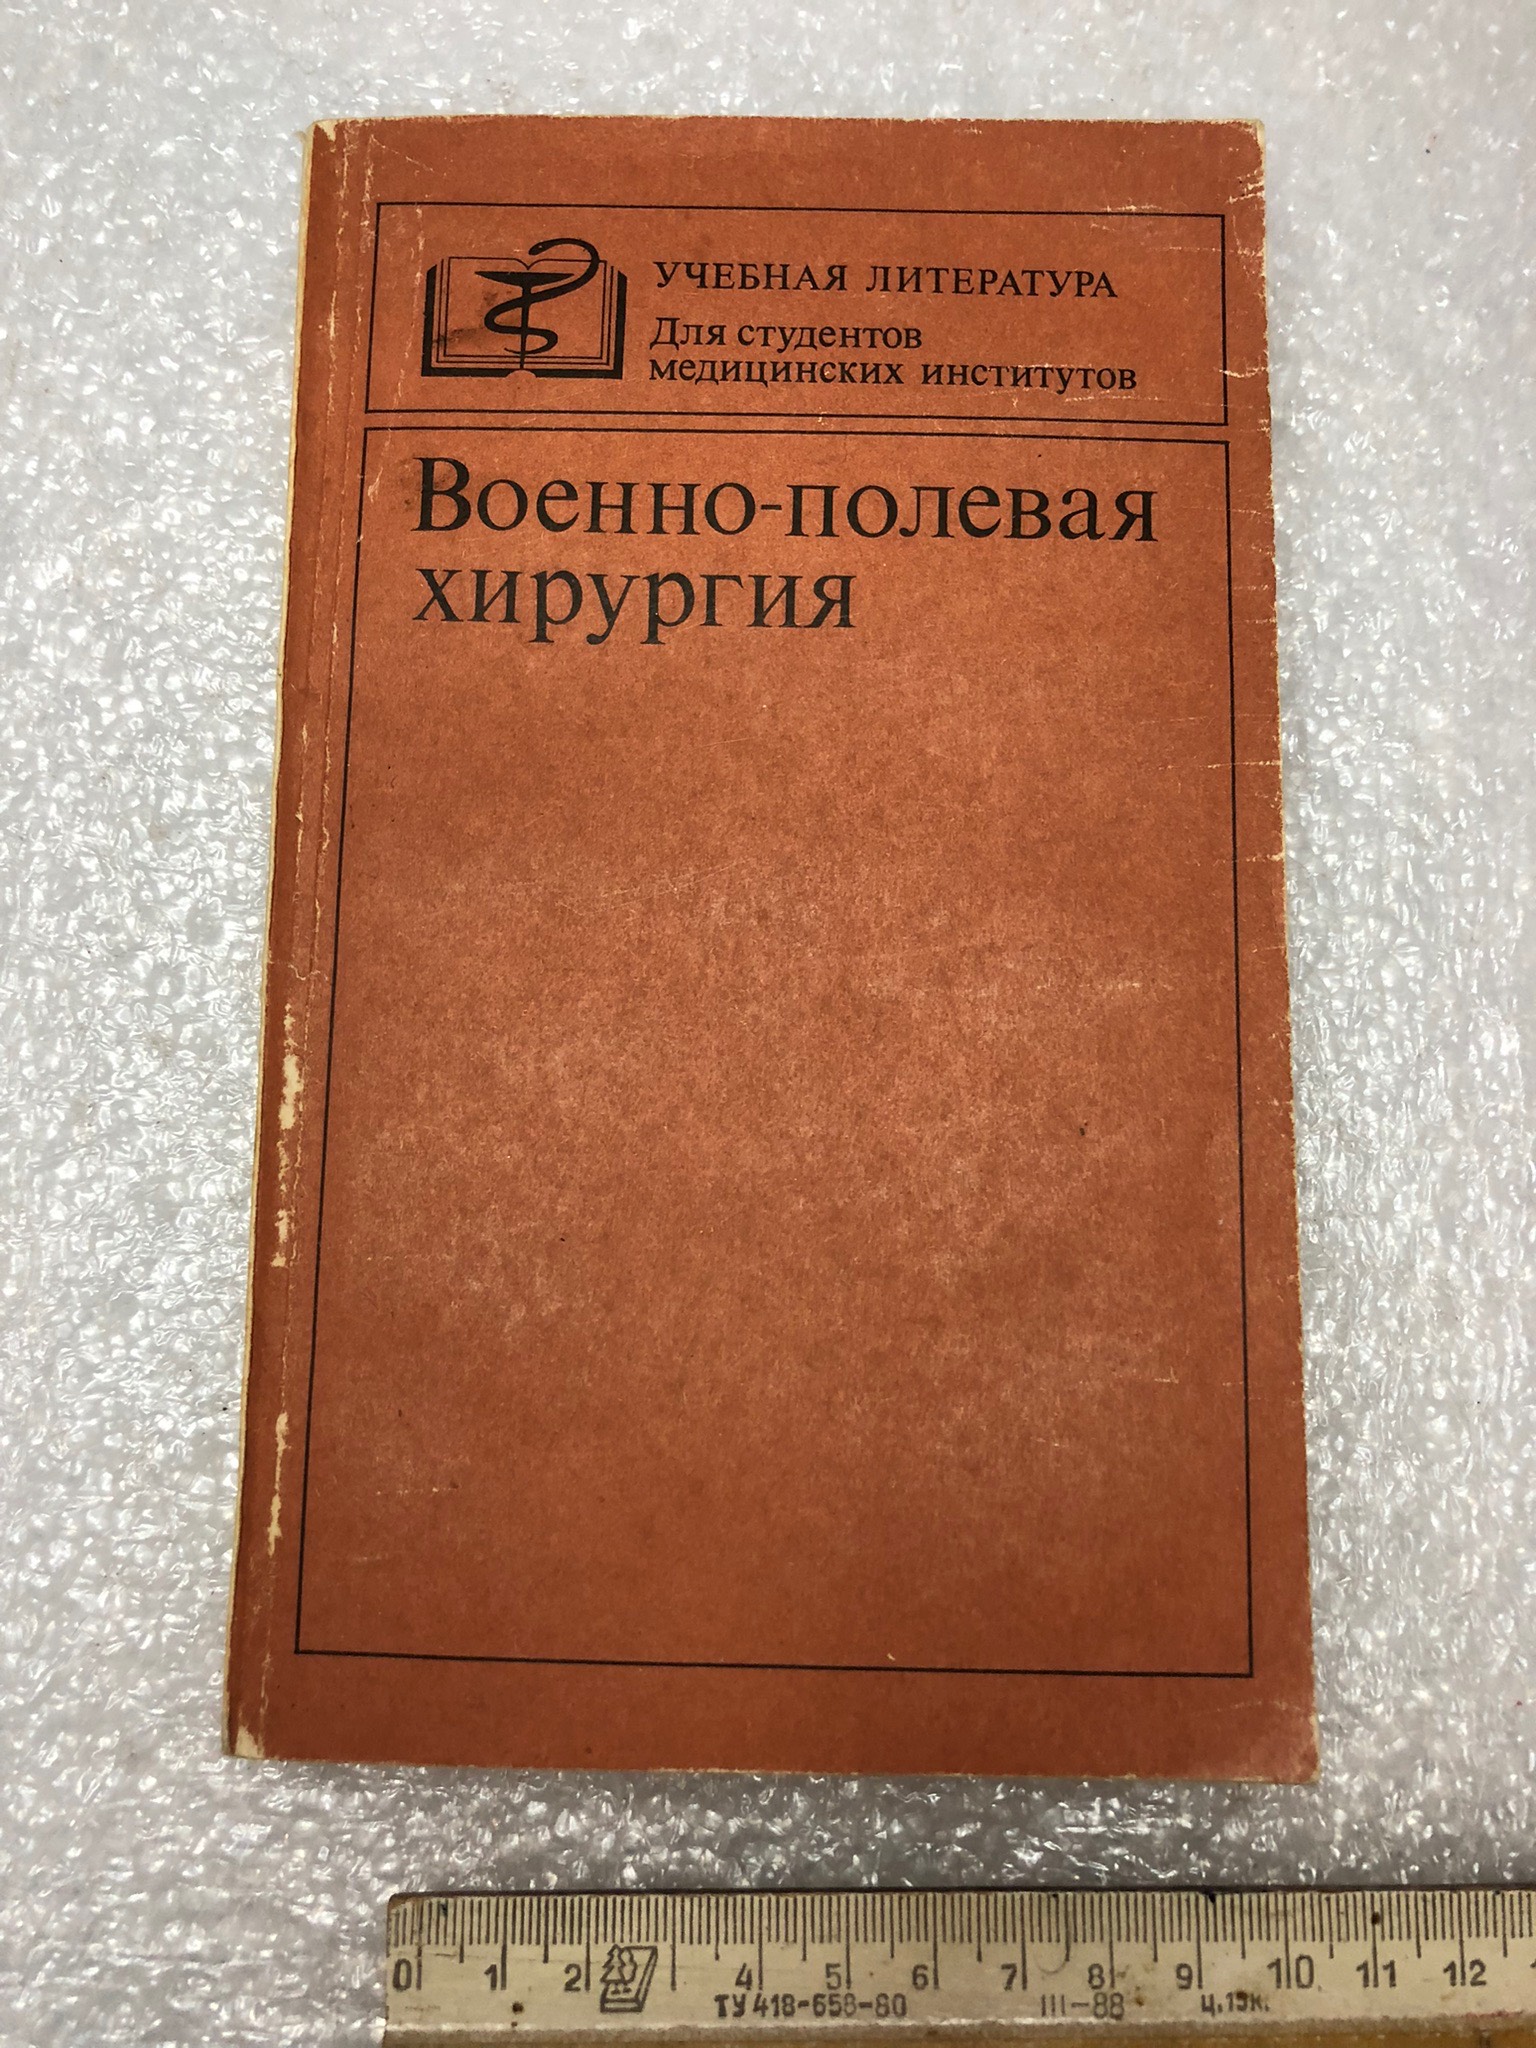 УЧЕБНАЯ ЛИТЕРАТУРА
Для студентов
медицинских институтов
Военно-полевая
хирургия
0 1 2 4 5 6 7 8 9 10 11 12
ТУ 418-658-80 III-88 Ц.15к.